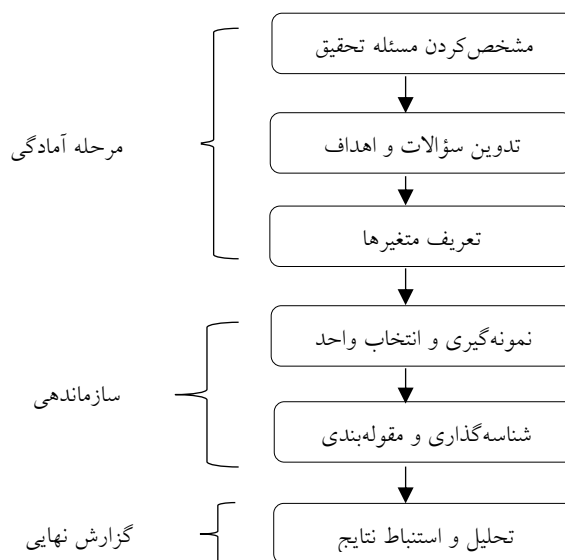 مشخص‌کردن مسئله تحقیق
تدوین سؤالات و اهداف
مرحله آمادگی
تعریف متغیرها
نمونه‌گیری و انتخاب واحد
سازماندهی
شناسه‌گذاری و مقوله‌بندی
تحلیل و استنباط نتایج
گزارش نهایی